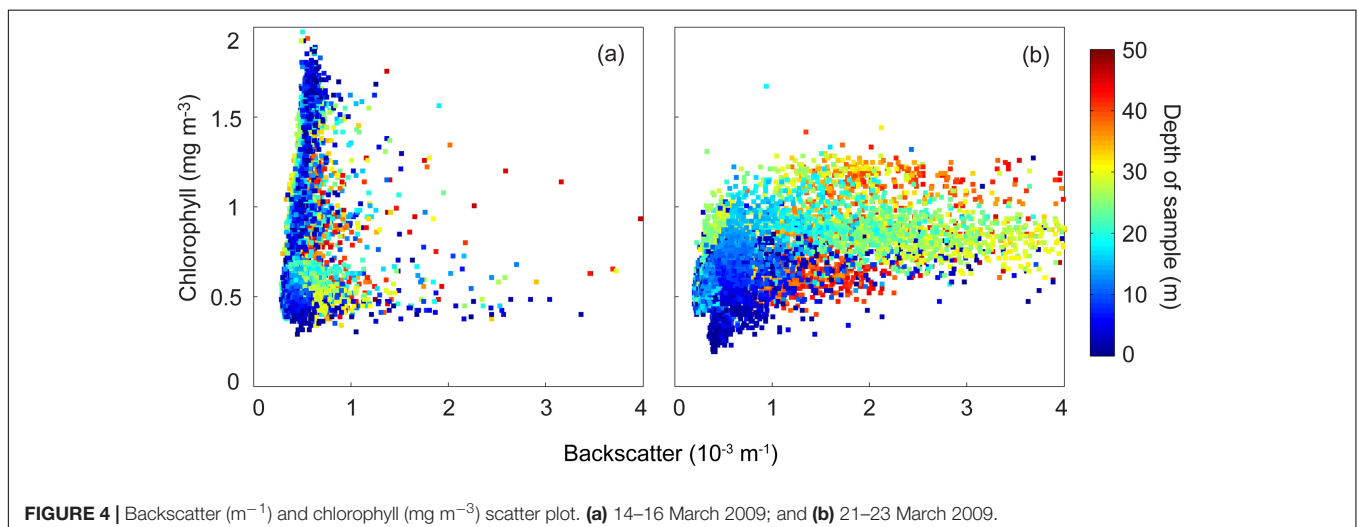 (a)
(b)
Chlorophyll (mg m⁻³)
2
1.5
1
0.5
0
0 1 2 3 4
0 1 2 3 4
Backscatter (10⁻³ m⁻¹)
50
40
30
20
10
0
Depth of sample (m)
FIGURE 4 | Backscatter (m⁻¹) and chlorophyll (mg m⁻³) scatter plot. (a) 14–16 March 2009; and (b) 21–23 March 2009.